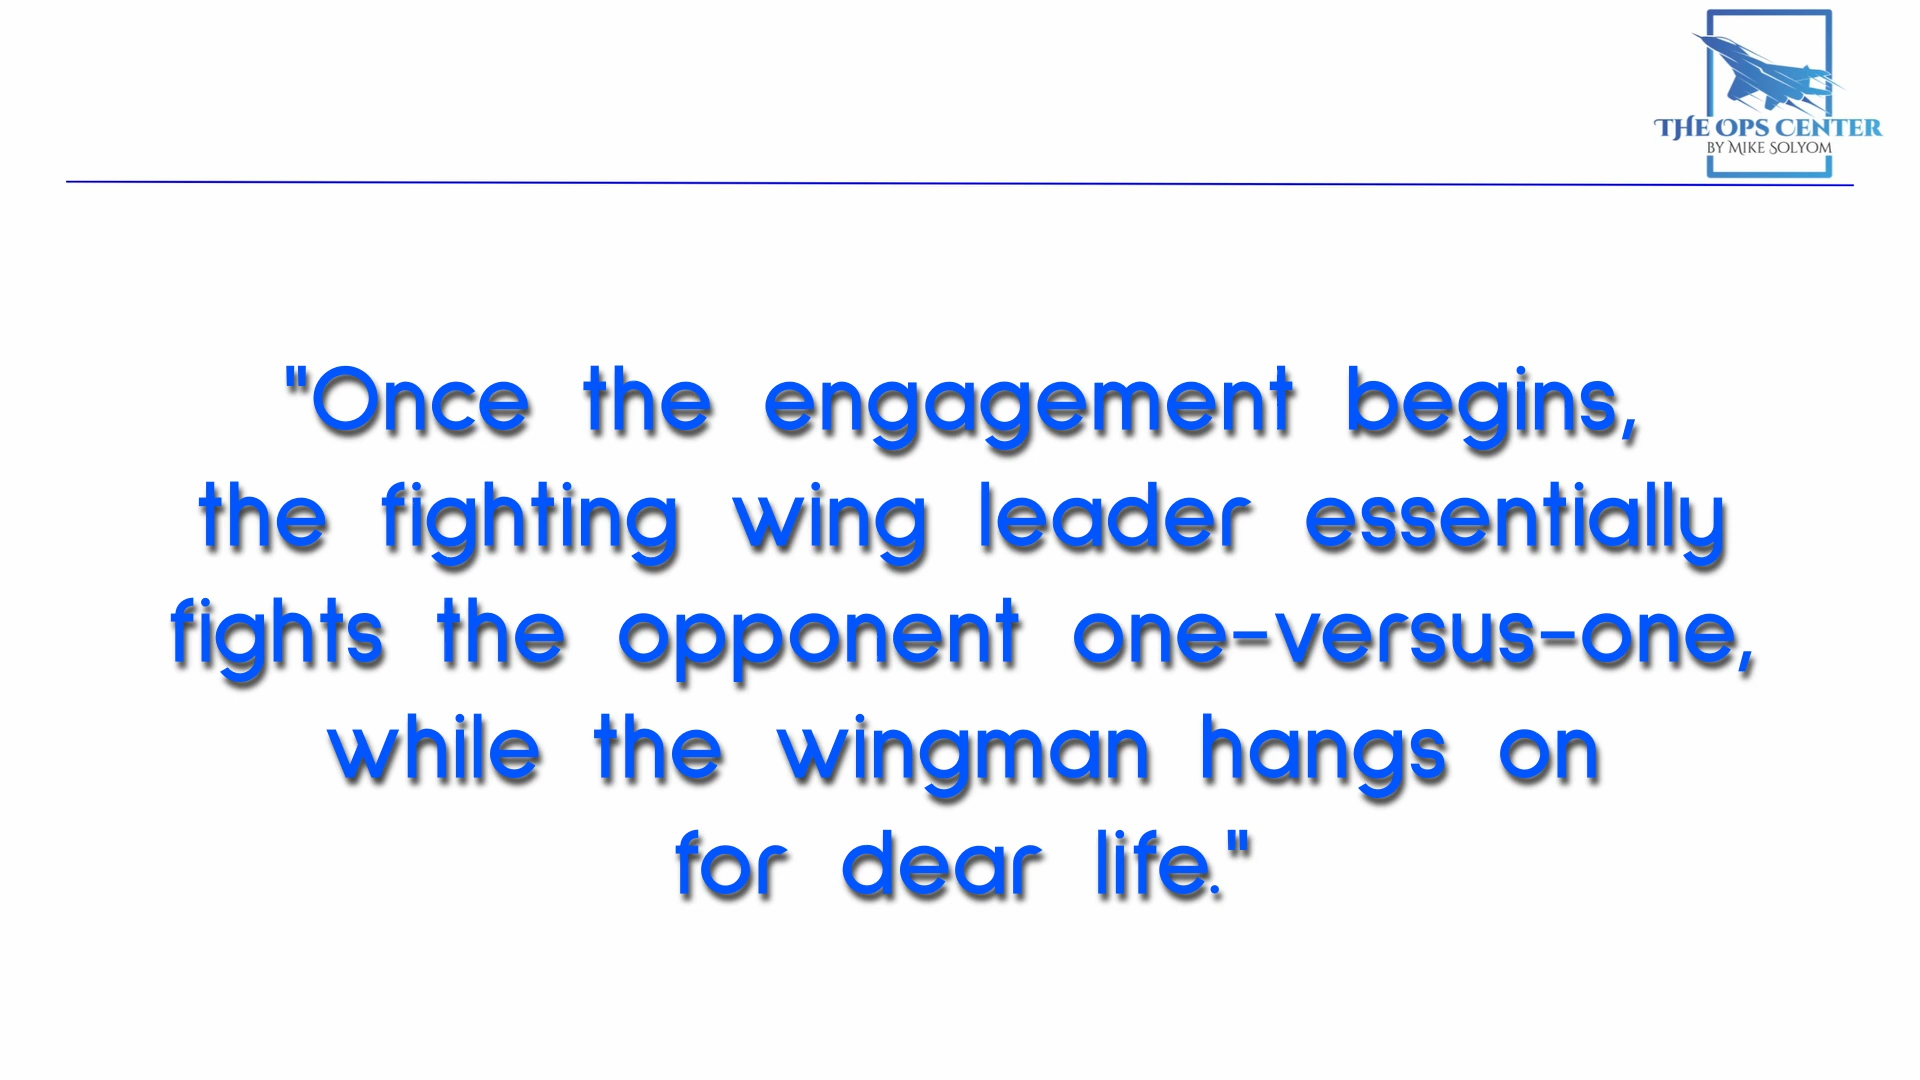 THE OPS CENTER
BY MIKE SOLYOM
"Once the engagement begins,
the fighting wing leader essentially
fights the opponent one-versus-one,
while the wingman hangs on
for dear life."